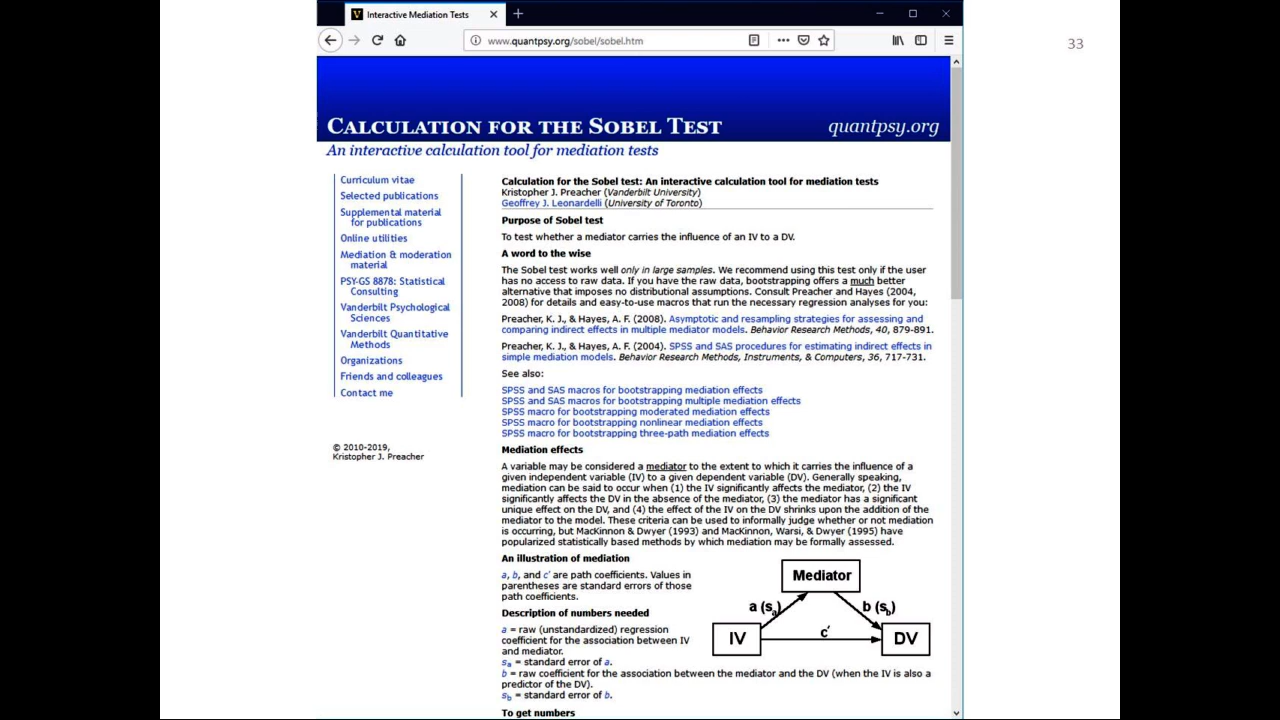 Interactive Mediation Tests
www.quantpsy.org/sobel/sobel.htm
33
CALCULATION FOR THE SOBEL TEST
quantpsy.org
An interactive calculation tool for mediation tests
Curriculum vitae
Selected publications
Supplemental material
for publications
Online utilities
Mediation & moderation
material
PSY-GS 8878: Statistical
Consulting
Vanderbilt Psychological
Sciences
Vanderbilt Quantitative
Methods
Organizations
Friends and colleagues
Contact me
© 2010-2019,
Kristopher J. Preacher
Calculation for the Sobel test: An interactive calculation tool for mediation tests
Kristopher J. Preacher (Vanderbilt University)
Geoffrey J. Leonardelli (University of Toronto)
Purpose of Sobel test
To test whether a mediator carries the influence of an IV to a DV.
A word to the wise
The Sobel test works well only in large samples. We recommend using this test only if the user
has no access to raw data. If you have the raw data, bootstrapping offers a much better
alternative that imposes no distributional assumptions. Consult Preacher and Hayes (2004,
2008) for details and easy-to-use macros that run the necessary regression analyses for you:
Preacher, K. J., & Hayes, A. F. (2008). Asymptotic and resampling strategies for assessing and
comparing indirect effects in multiple mediator models. Behavior Research Methods, 40, 879-891.
Preacher, K. J., & Hayes, A. F. (2004). SPSS and SAS procedures for estimating indirect effects in
simple mediation models. Behavior Research Methods, Instruments, & Computers, 36, 717-731.
See also:
SPSS and SAS macros for bootstrapping mediation effects
SPSS and SAS macros for bootstrapping multiple mediation effects
SPSS macro for bootstrapping moderated mediation effects
SPSS macro for bootstrapping nonlinear mediation effects
SPSS macro for bootstrapping three-path mediation effects
Mediation effects
A variable may be considered a mediator to the extent to which it carries the influence of a
given independent variable (IV) to a given dependent variable (DV). Generally speaking,
mediation can be said to occur when (1) the IV significantly affects the mediator, (2) the IV
significantly affects the DV in the absence of the mediator, (3) the mediator has a significant
unique effect on the DV, and (4) the effect of the IV on the DV shrinks upon the addition of the
mediator to the model. These criteria can be used to informally judge whether or not mediation
is occurring, but MacKinnon & Dwyer (1993) and MacKinnon, Warsi, & Dwyer (1995) have
popularized statistically based methods by which mediation may be formally assessed.
An illustration of mediation
a, b, and c' are path coefficients. Values in
parentheses are standard errors of those
path coefficients.
Description of numbers needed
a = raw (unstandardized) regression
coefficient for the association between IV
and mediator.
sa = standard error of a.
b = raw coefficient for the association between the mediator and the DV (when the IV is also a
predictor of the DV).
sb = standard error of b.
To get numbers
Mediator
a (sa)
b (sb)
IV
c'
DV